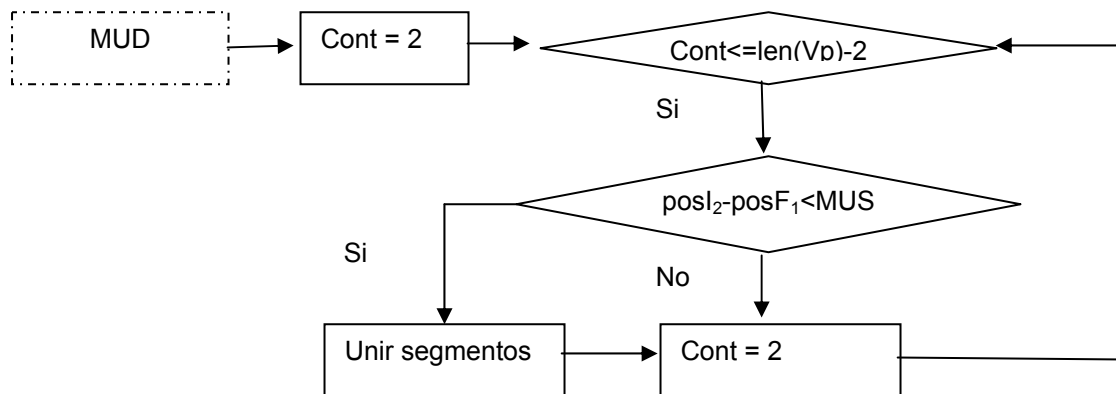 MUD
Cont = 2
Cont<=len(Vp)-2
Si
posI₂-posF₁<MUS
Si
No
Unir segmentos
Cont = 2